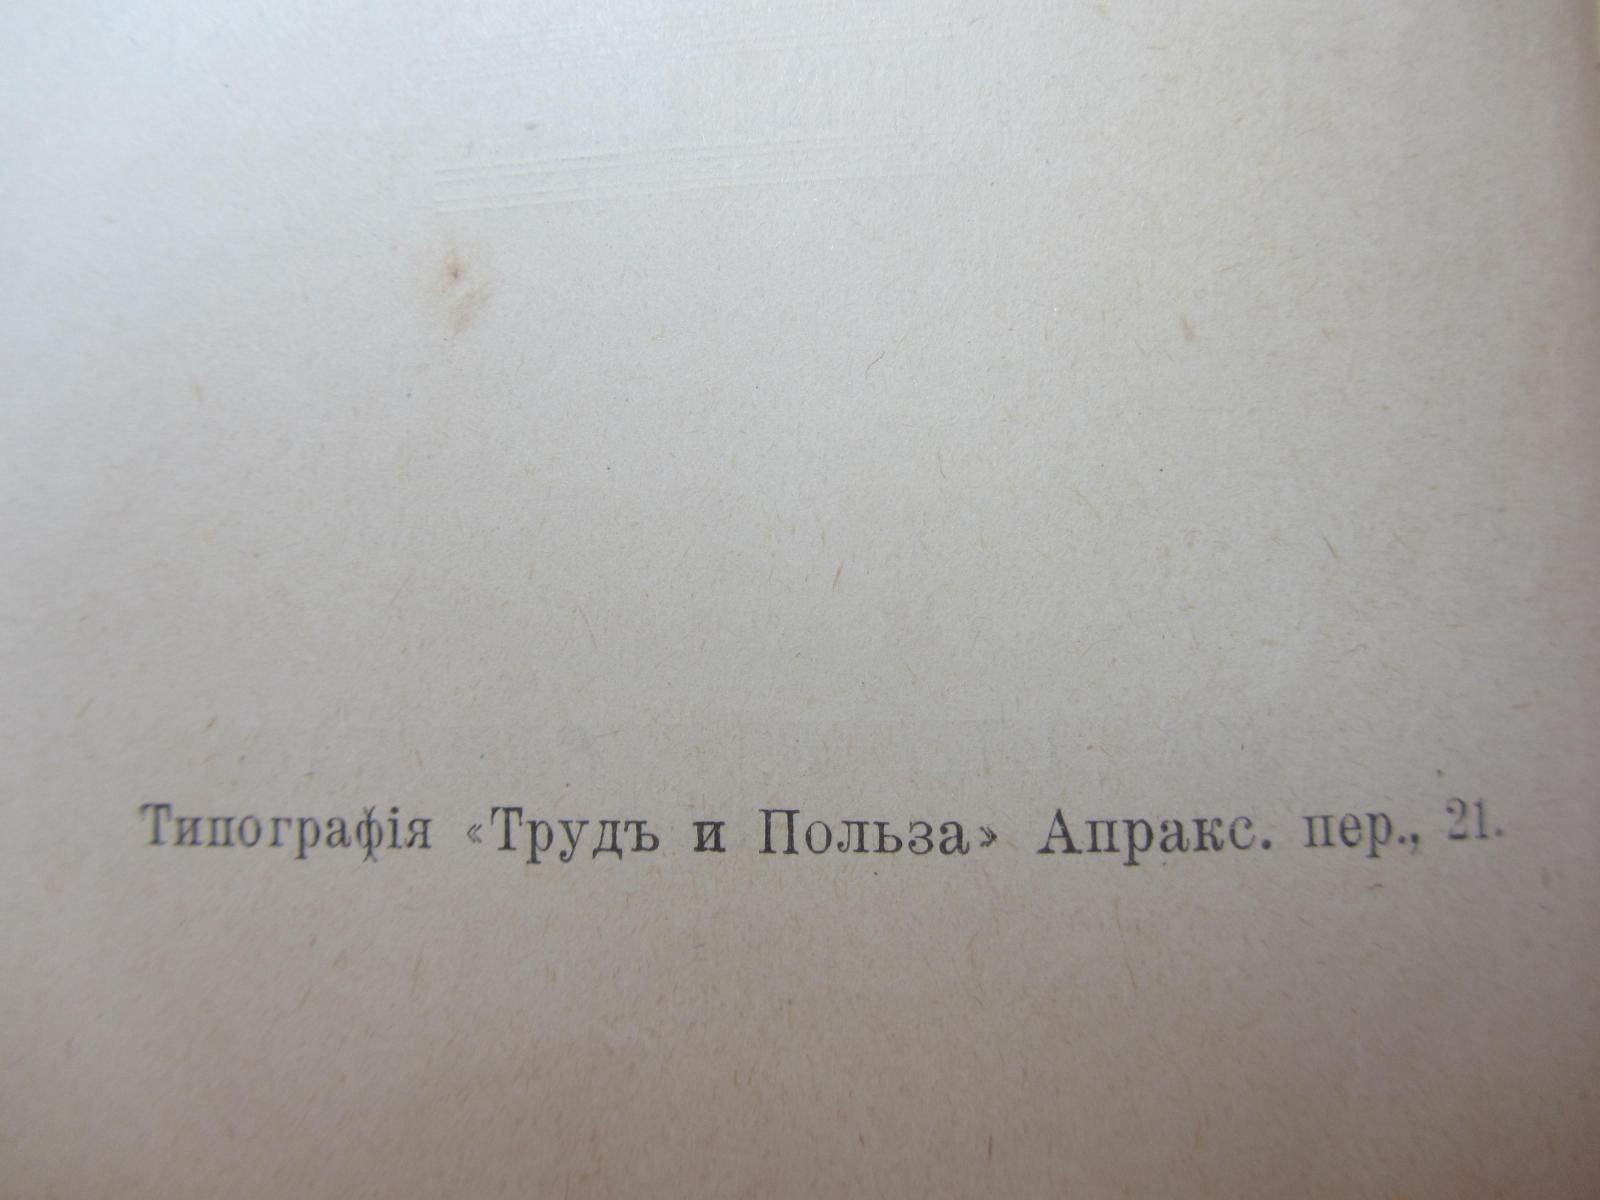 Типографія «Трудъ и Польза» Апракс. пер., 21.